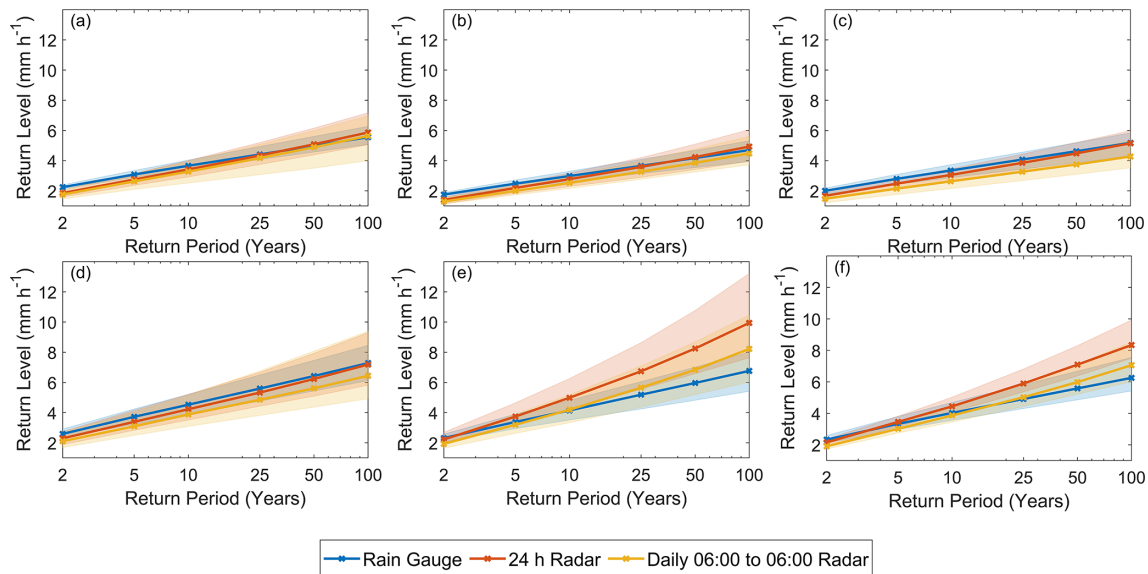 (a)
Return Level (mm h⁻¹)
12
10
8
6
4
2
2 5 10 25 50 100
Return Period (Years)
(b)
Return Level (mm h⁻¹)
12
10
8
6
4
2
2 5 10 25 50 100
Return Period (Years)
(c)
Return Level (mm h⁻¹)
12
10
8
6
4
2
2 5 10 25 50 100
Return Period (Years)
(d)
Return Level (mm h⁻¹)
12
10
8
6
4
2
2 5 10 25 50 100
Return Period (Years)
(e)
Return Level (mm h⁻¹)
12
10
8
6
4
2
2 5 10 25 50 100
Return Period (Years)
(f)
Return Level (mm h⁻¹)
12
10
8
6
4
2
2 5 10 25 50 100
Return Period (Years)
Rain Gauge 24 h Radar Daily 06:00 to 06:00 Radar